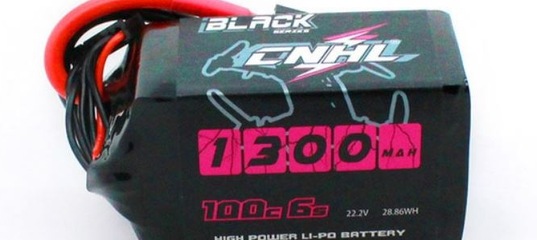 BLACK
SERIES
CNHL
1300 MAH
100C 6S 22.2V 28.86WH
HIGH POWER LI-PO BATTERY